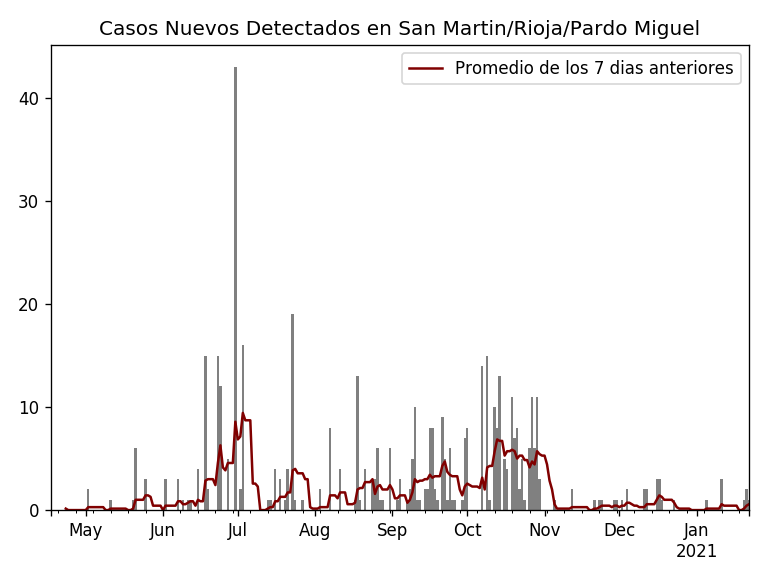 Casos Nuevos Detectados en San Martin/Rioja/Pardo Miguel
Promedio de los 7 dias anteriores
40
30
20
10
0
May Jun Jul Aug Sep Oct Nov Dec Jan
2021